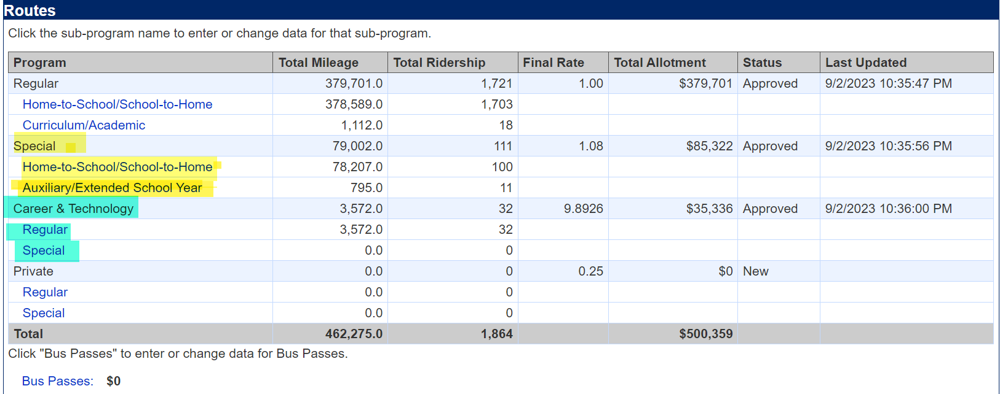 Routes
Click the sub-program name to enter or change data for that sub-program.
Program Total Mileage Total Ridership Final Rate Total Allotment Status Last Updated
Regular 379,701.0 1,721 1.00 $379,701 Approved 9/2/2023 10:35:47 PM
Home-to-School/School-to-Home 378,589.0 1,703
Curriculum/Academic 1,112.0 18
Special 79,002.0 111 1.08 $85,322 Approved 9/2/2023 10:35:56 PM
Home-to-School/School-to-Home 78,207.0 100
Auxiliary/Extended School Year 795.0 11
Career & Technology 3,572.0 32 9.8926 $35,336 Approved 9/2/2023 10:36:00 PM
Regular 3,572.0 32
Special 0.0 0
Private 0.0 0 0.25 $0 New
Regular 0.0 0
Special 0.0 0
Total 462,275.0 1,864 $500,359
Click "Bus Passes" to enter or change data for Bus Passes.
Bus Passes: $0